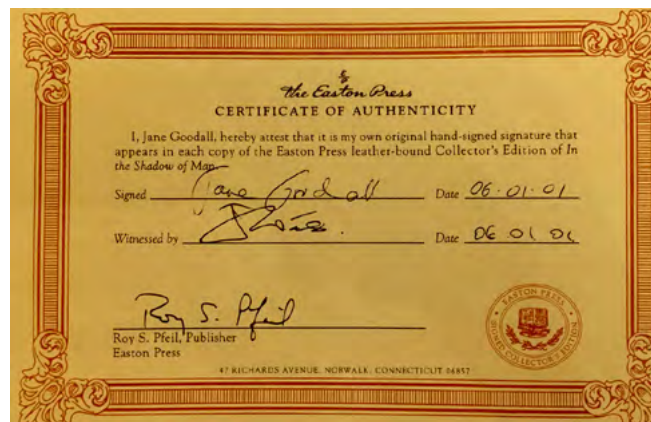 The Easton Press
CERTIFICATE OF AUTHENTICITY
I, Jane Goodall, hereby attest that it is my own original hand-signed signature that
appears in each copy of the Easton Press leather-bound Collector's Edition of In
the Shadow of Man.
Signed Jane Goodall Date 06·01·01
Witnessed by Date 06 01 01
Roy S. Pfeil
Roy S. Pfeil, Publisher
Easton Press
EASTON PRESS
SIGNED COLLECTOR'S EDITION
47 RICHARDS AVENUE, NORWALK, CONNECTICUT 06857